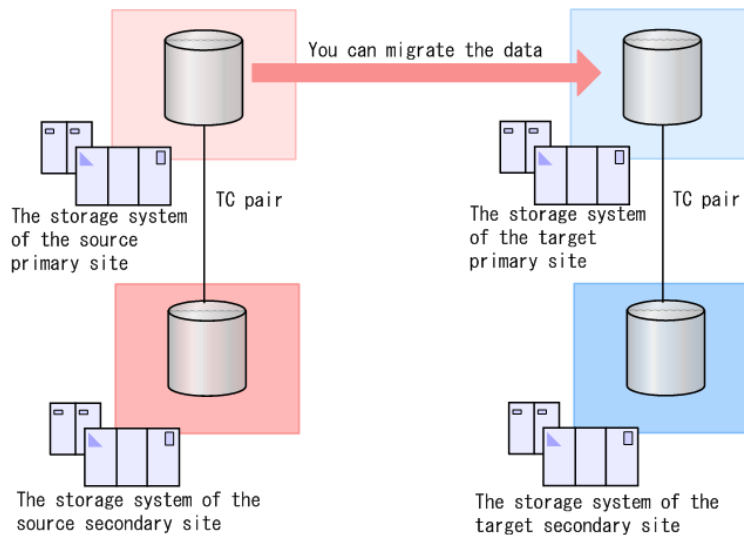 You can migrate the data
TC pair
The storage system
of the source
primary site
TC pair
The storage system
of the target
primary site
The storage system of the
source secondary site
The storage system of the
target secondary site